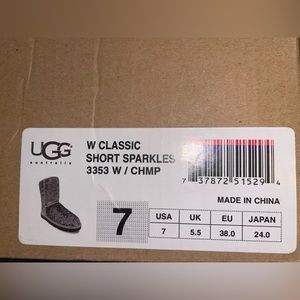 UGG
australia
W CLASSIC
SHORT SPARKLES
3353 W / CHMP
7 37872 51529 4
MADE IN CHINA
7
USA UK EU JAPAN
7 5.5 38.0 24.0